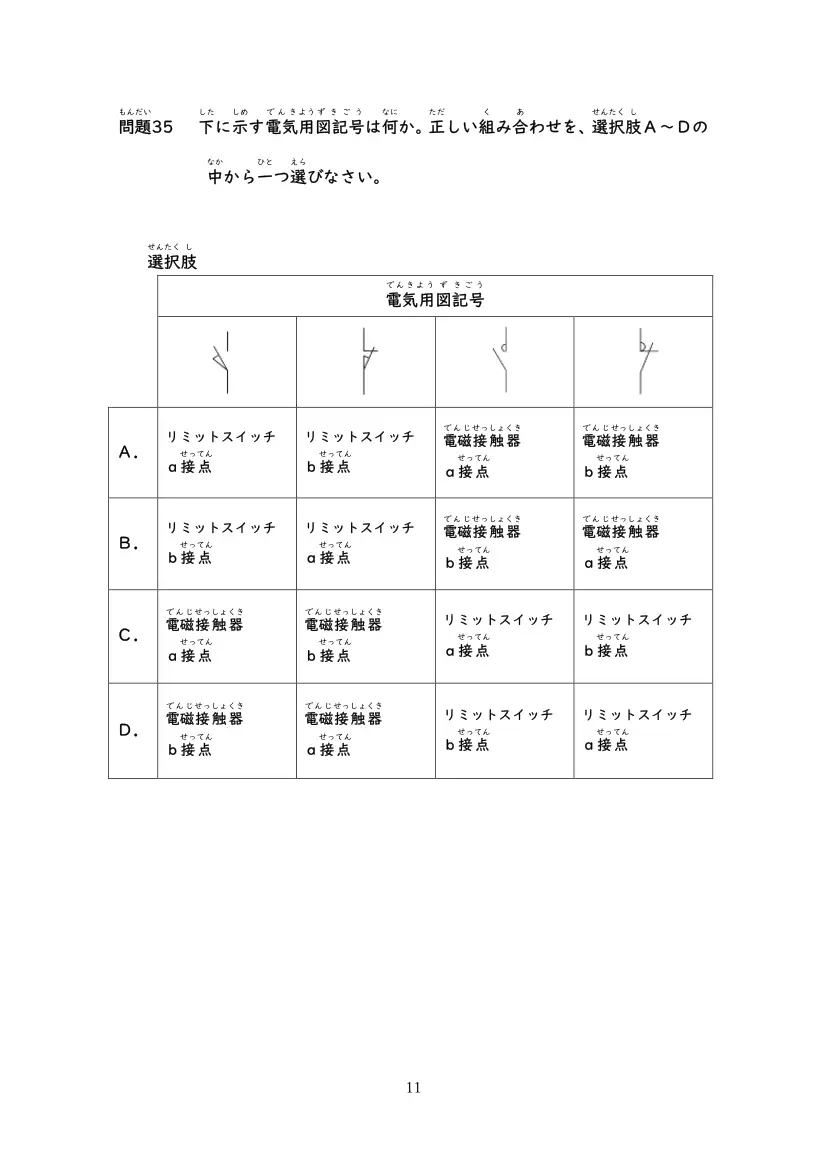 もんだい した しめ でんきようずきごう なに ただ く あ せんたくし
問題35 下に示す電気用図記号は何か。正しい組み合わせを、選択肢A～Dの
なか ひと えら
中から一つ選びなさい。
せんたくし
選択肢
でんきようずきごう
電気用図記号
A. リミットスイッチ リミットスイッチ でんじせっしょくき でんじせっしょくき
電磁接触器 電磁接触器
せってん せってん せってん せってん
a接点 b接点 a接点 b接点
B. リミットスイッチ リミットスイッチ でんじせっしょくき でんじせっしょくき
電磁接触器 電磁接触器
せってん せってん せってん せってん
b接点 a接点 b接点 a接点
C. でんじせっしょくき でんじせっしょくき
電磁接触器 電磁接触器 リミットスイッチ リミットスイッチ
せってん せってん せってん せってん
a接点 b接点 a接点 b接点
D. でんじせっしょくき でんじせっしょくき
電磁接触器 電磁接触器 リミットスイッチ リミットスイッチ
せってん せってん せってん せってん
b接点 a接点 b接点 a接点
11